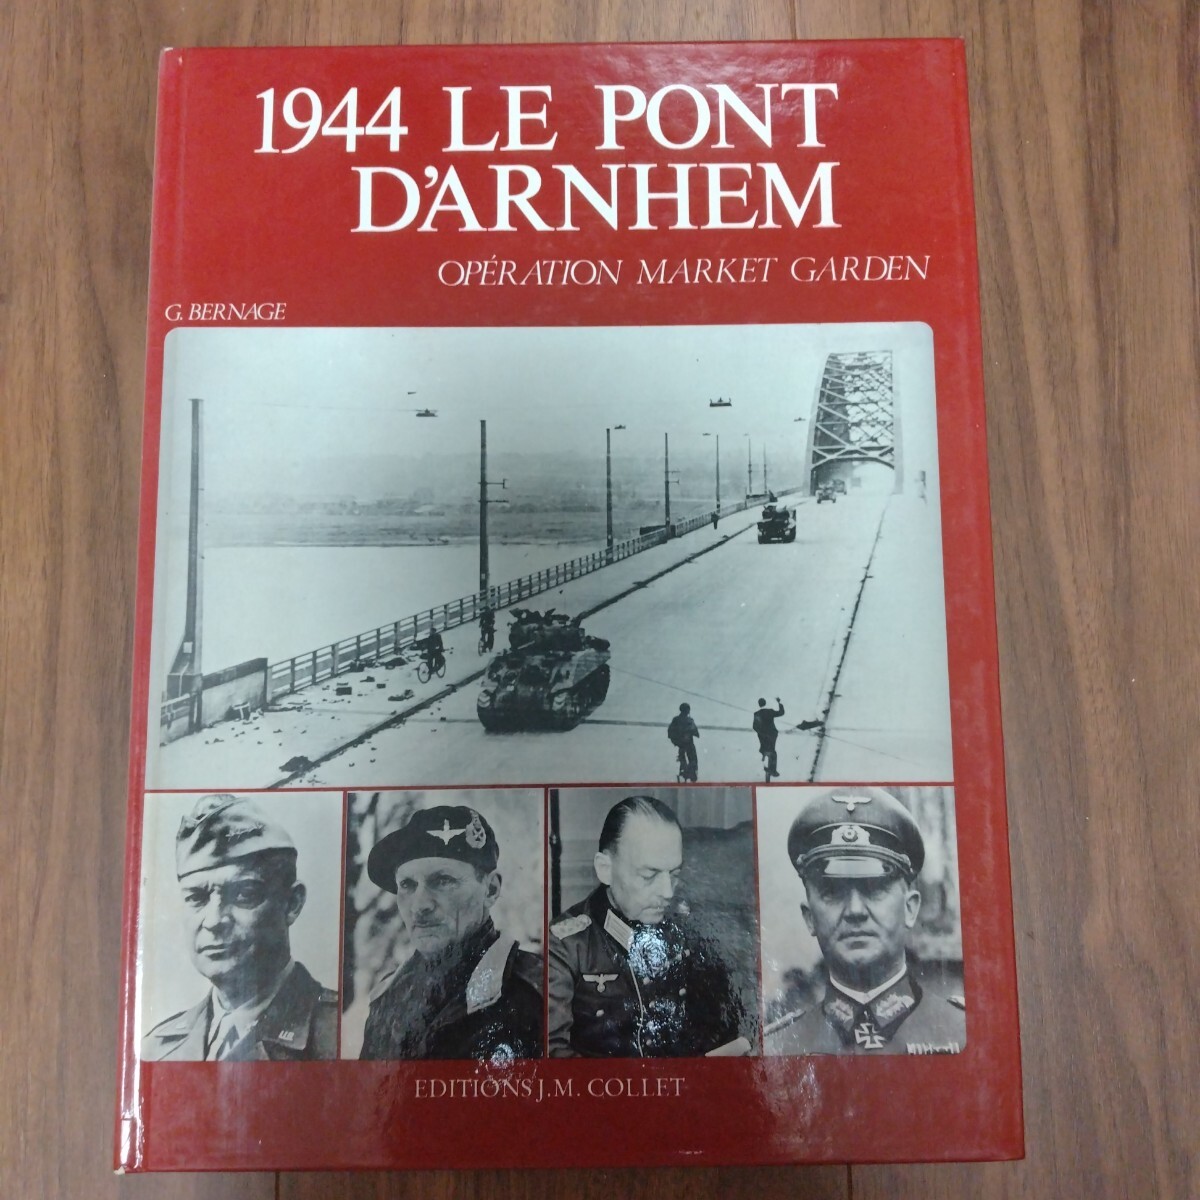 1944 LE PONT
D'ARNHEM
OPÉRATION MARKET GARDEN
G. BERNAGE
U.S.
EDITIONS J.M. COLLET